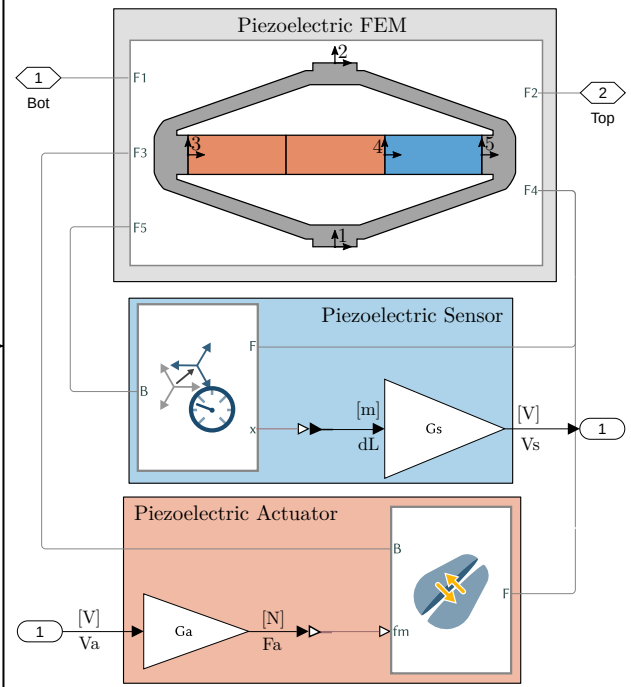 Piezoelectric FEM
2
1
F1
F2
2
Bot
Top
3
4
5
F3
F4
F5
1
Piezoelectric Sensor
F
B
[m]
[V]
x
Gs
1
dL
Vs
Piezoelectric Actuator
B
F
[V]
[N]
1
Ga
fm
Va
Fa